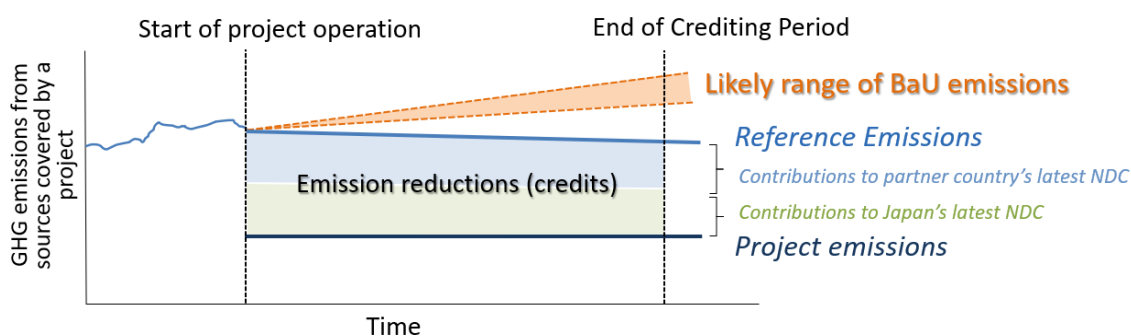 Start of project operation
End of Crediting Period
GHG emissions from
sources covered by a
project
Likely range of BaU emissions
Reference Emissions
Contributions to partner country's latest NDC
Emission reductions (credits)
Contributions to Japan's latest NDC
Project emissions
Time